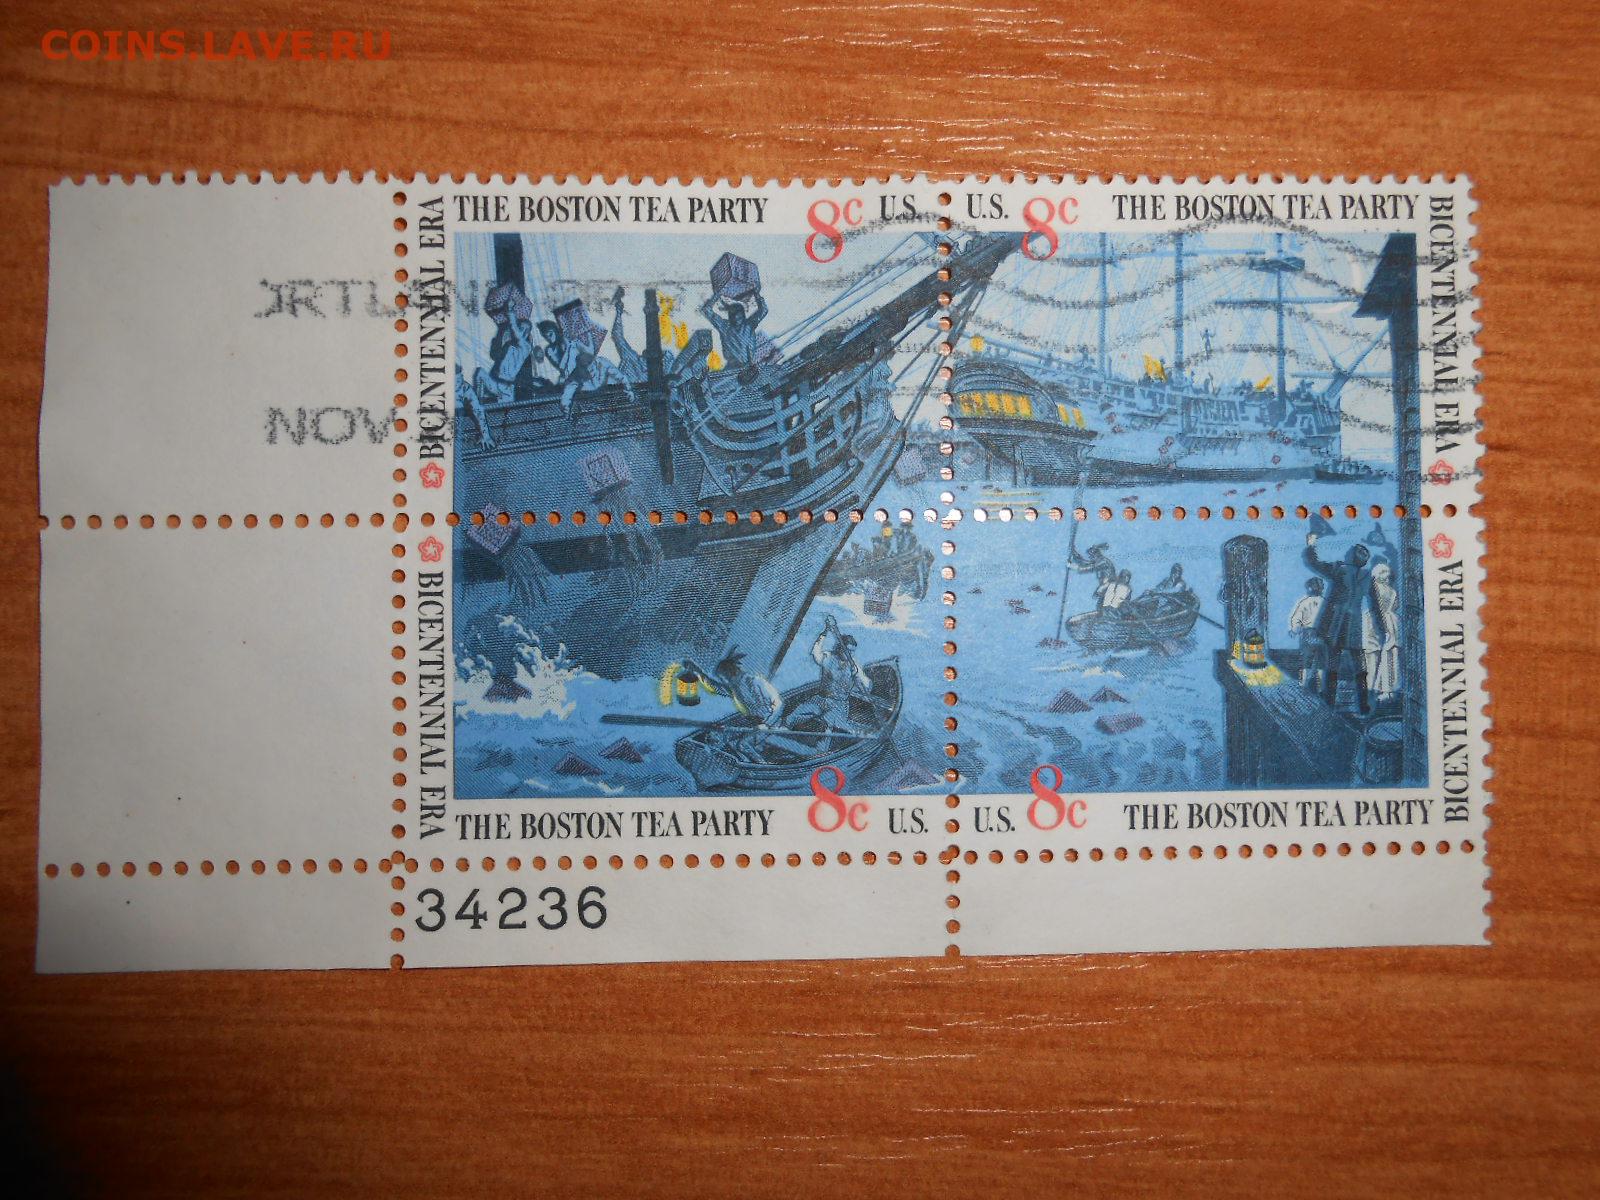 COINS.LAVE.RU
THE BOSTON TEA PARTY 8c U.S.
BICENTENNIAL ERA
U.S. 8c THE BOSTON TEA PARTY
BICENTENNIAL ERA
NOV
BICENTENNIAL ERA
THE BOSTON TEA PARTY 8c U.S.
U.S. 8c THE BOSTON TEA PARTY
BICENTENNIAL ERA
34236